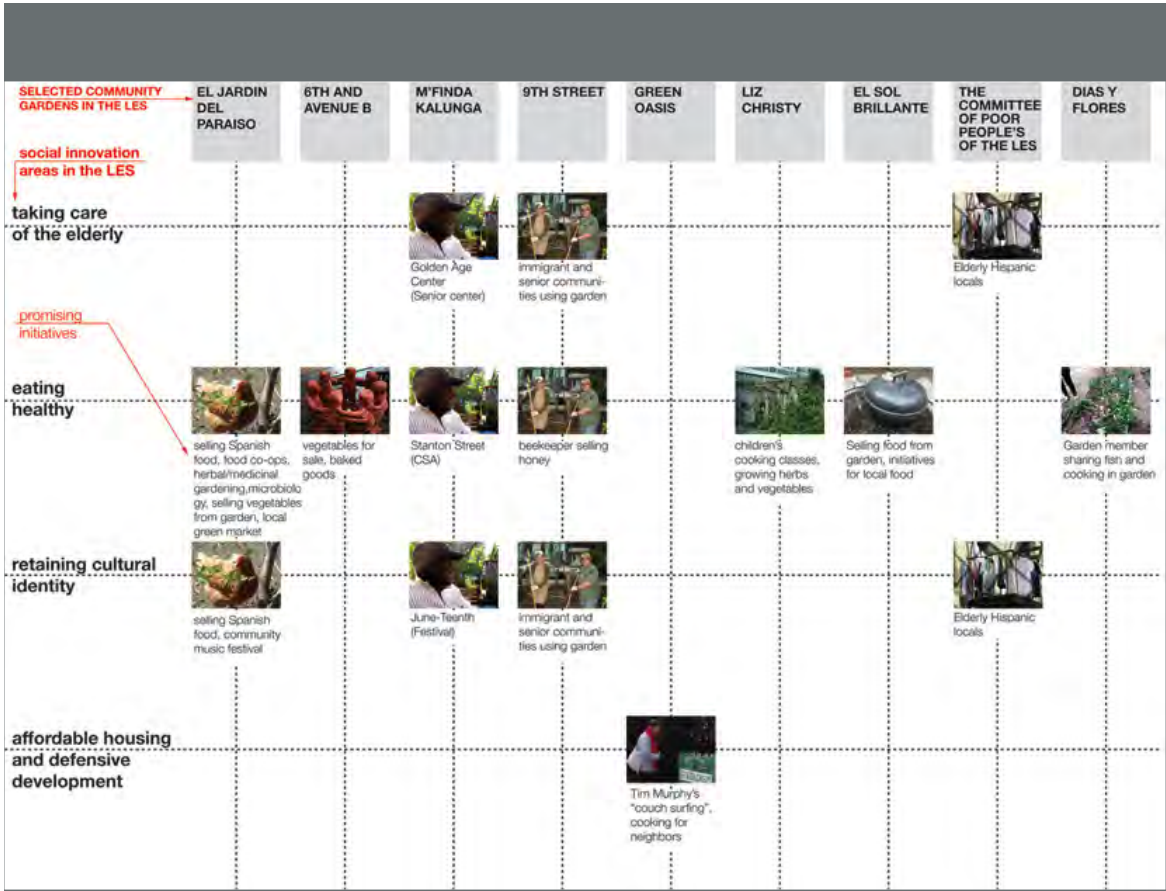 SELECTED COMMUNITY
GARDENS IN THE LES
EL JARDIN
DEL
PARAISO
6TH AND
AVENUE B
M'FINDA
KALUNGA
9TH STREET
GREEN
OASIS
LIZ
CHRISTY
EL SOL
BRILLANTE
THE
COMMITTEE
OF POOR
PEOPLE'S
OF THE LES
DIAS Y
FLORES
social innovation
areas in the LES
taking care
of the elderly
Golden Age
Center
(Senior center)
immigrant and
senior communi-
ties using garden
Elderly Hispanic
locals
promising
initiatives
eating
healthy
selling Spanish
food, food co-ops,
herbal/medicinal
gardening,microbiolo
gy, selling vegetables
from garden, local
green market
vegetables for
sale, baked
goods
Stanton Street
(CSA)
beekeeper selling
honey
children's
cooking classes,
growing herbs
and vegetables
Selling food from
garden, initiatives
for local food
Garden member
sharing fish and
cooking in garden
retaining cultural
identity
selling Spanish
food, community
music festival
June-Teenth
(Festival)
immigrant and
senior communi-
ties using garden
Elderly Hispanic
locals
affordable housing
and defensive
development
Tim Murphy's
"couch surfing",
cooking for
neighbors